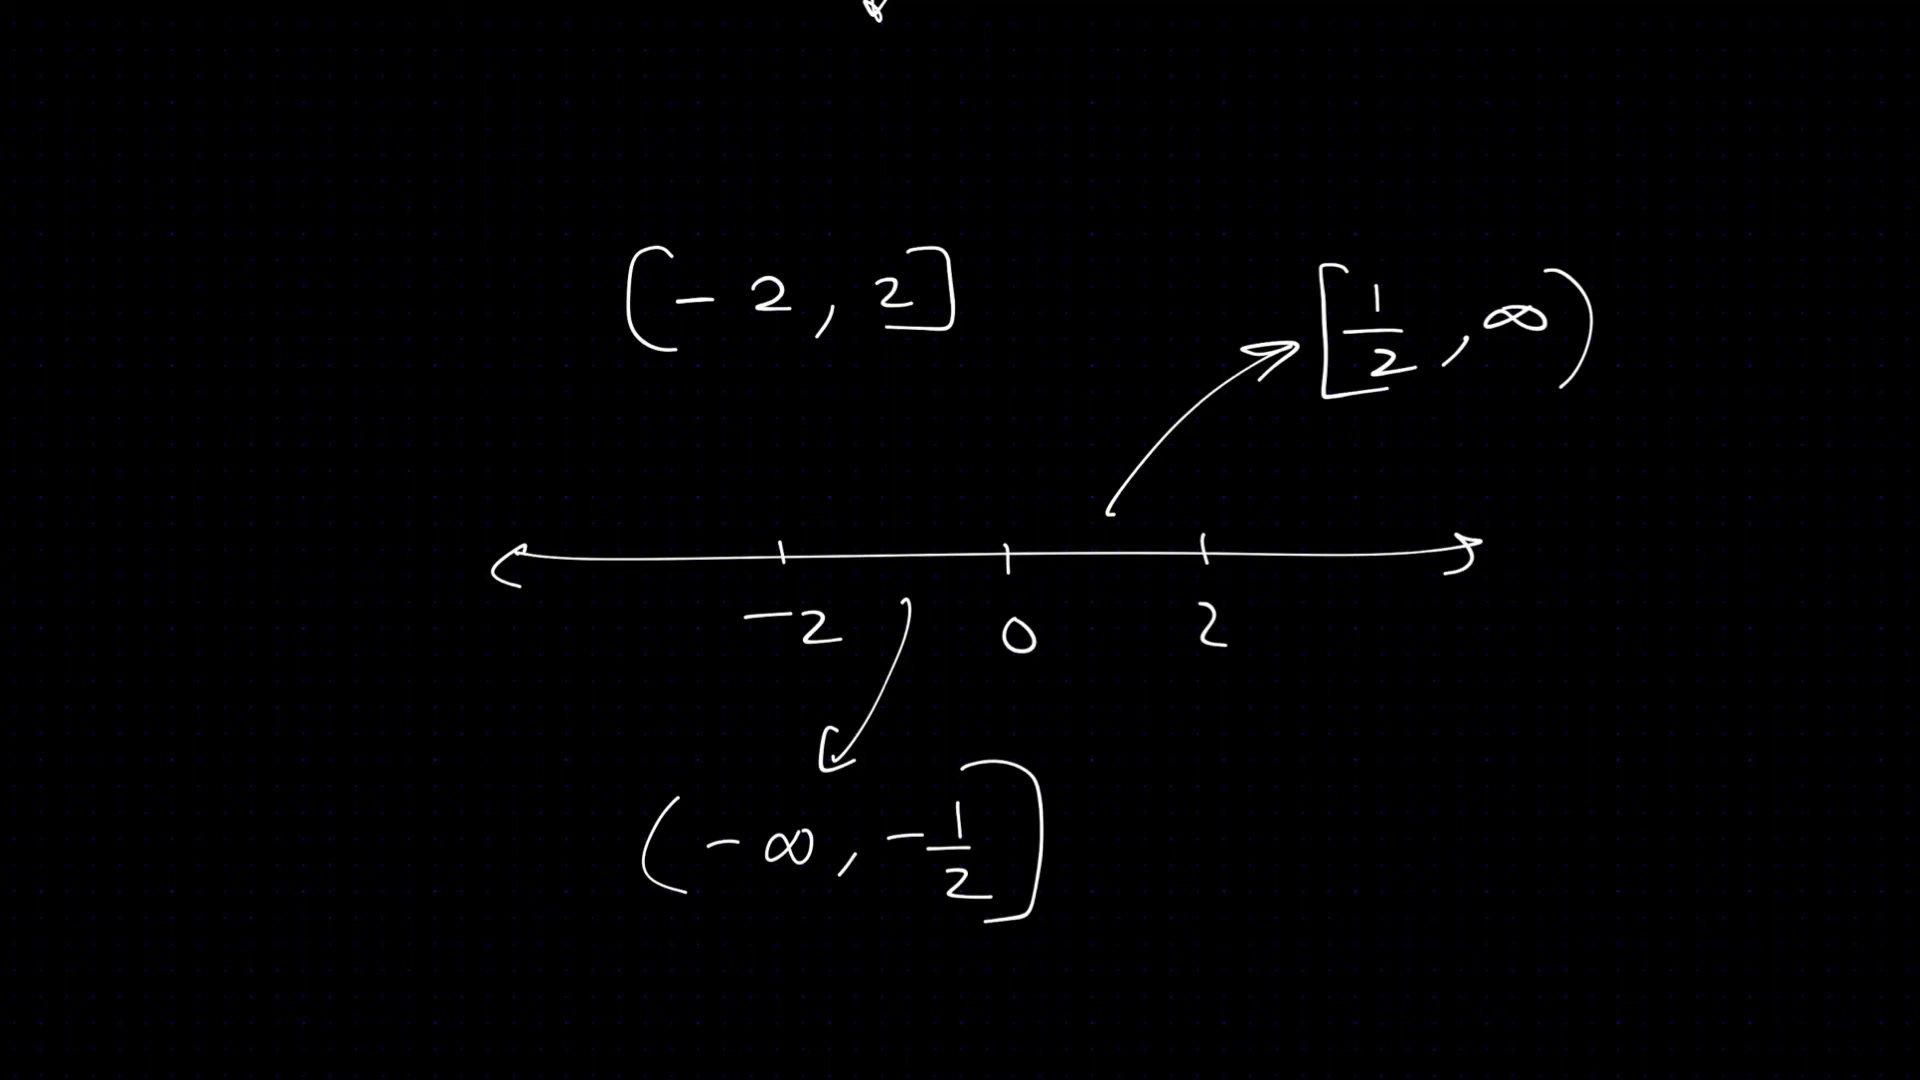 (-2, 2]
[1/2, ∞)
-2 0 2
(-∞, -1/2]